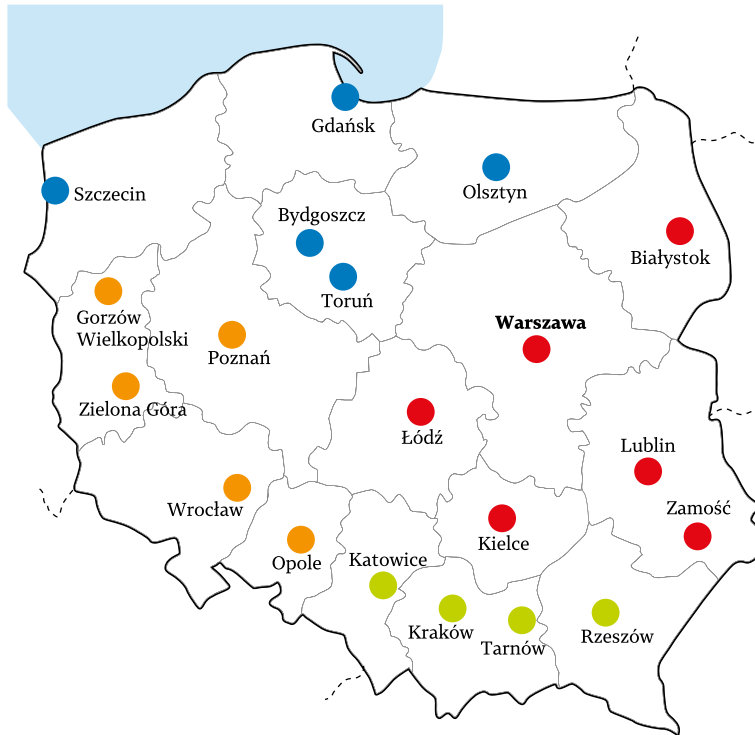 Gdańsk
Szczecin
Olsztyn
Bydgoszcz
Białystok
Toruń
Gorzów
Wielkopolski
Warszawa
Poznań
Zielona Góra
Łódź
Lublin
Wrocław
Zamość
Kielce
Opole
Katowice
Kraków
Tarnów
Rzeszów